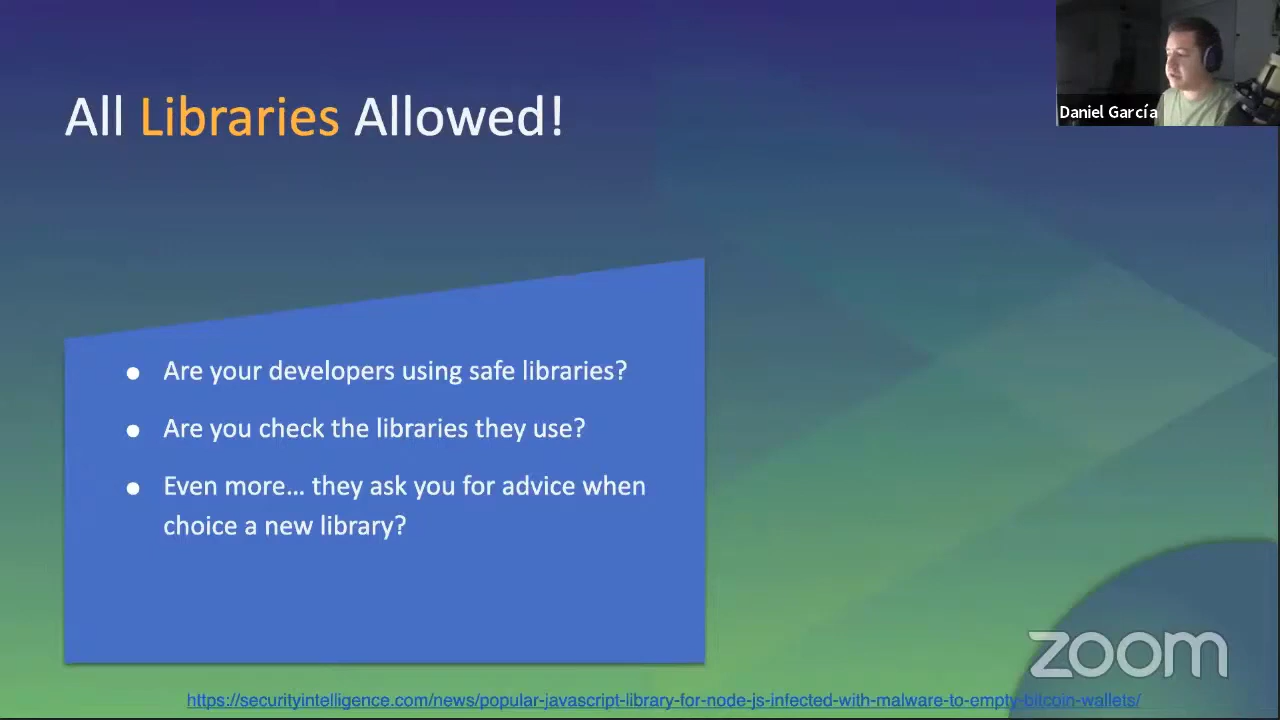 All Libraries Allowed!
Daniel García
● Are your developers using safe libraries?
● Are you check the libraries they use?
● Even more... they ask you for advice when
choice a new library?
zoom
https://securityintelligence.com/news/popular-javascript-library-for-node-js-infected-with-malware-to-empty-bitcoin-wallets/